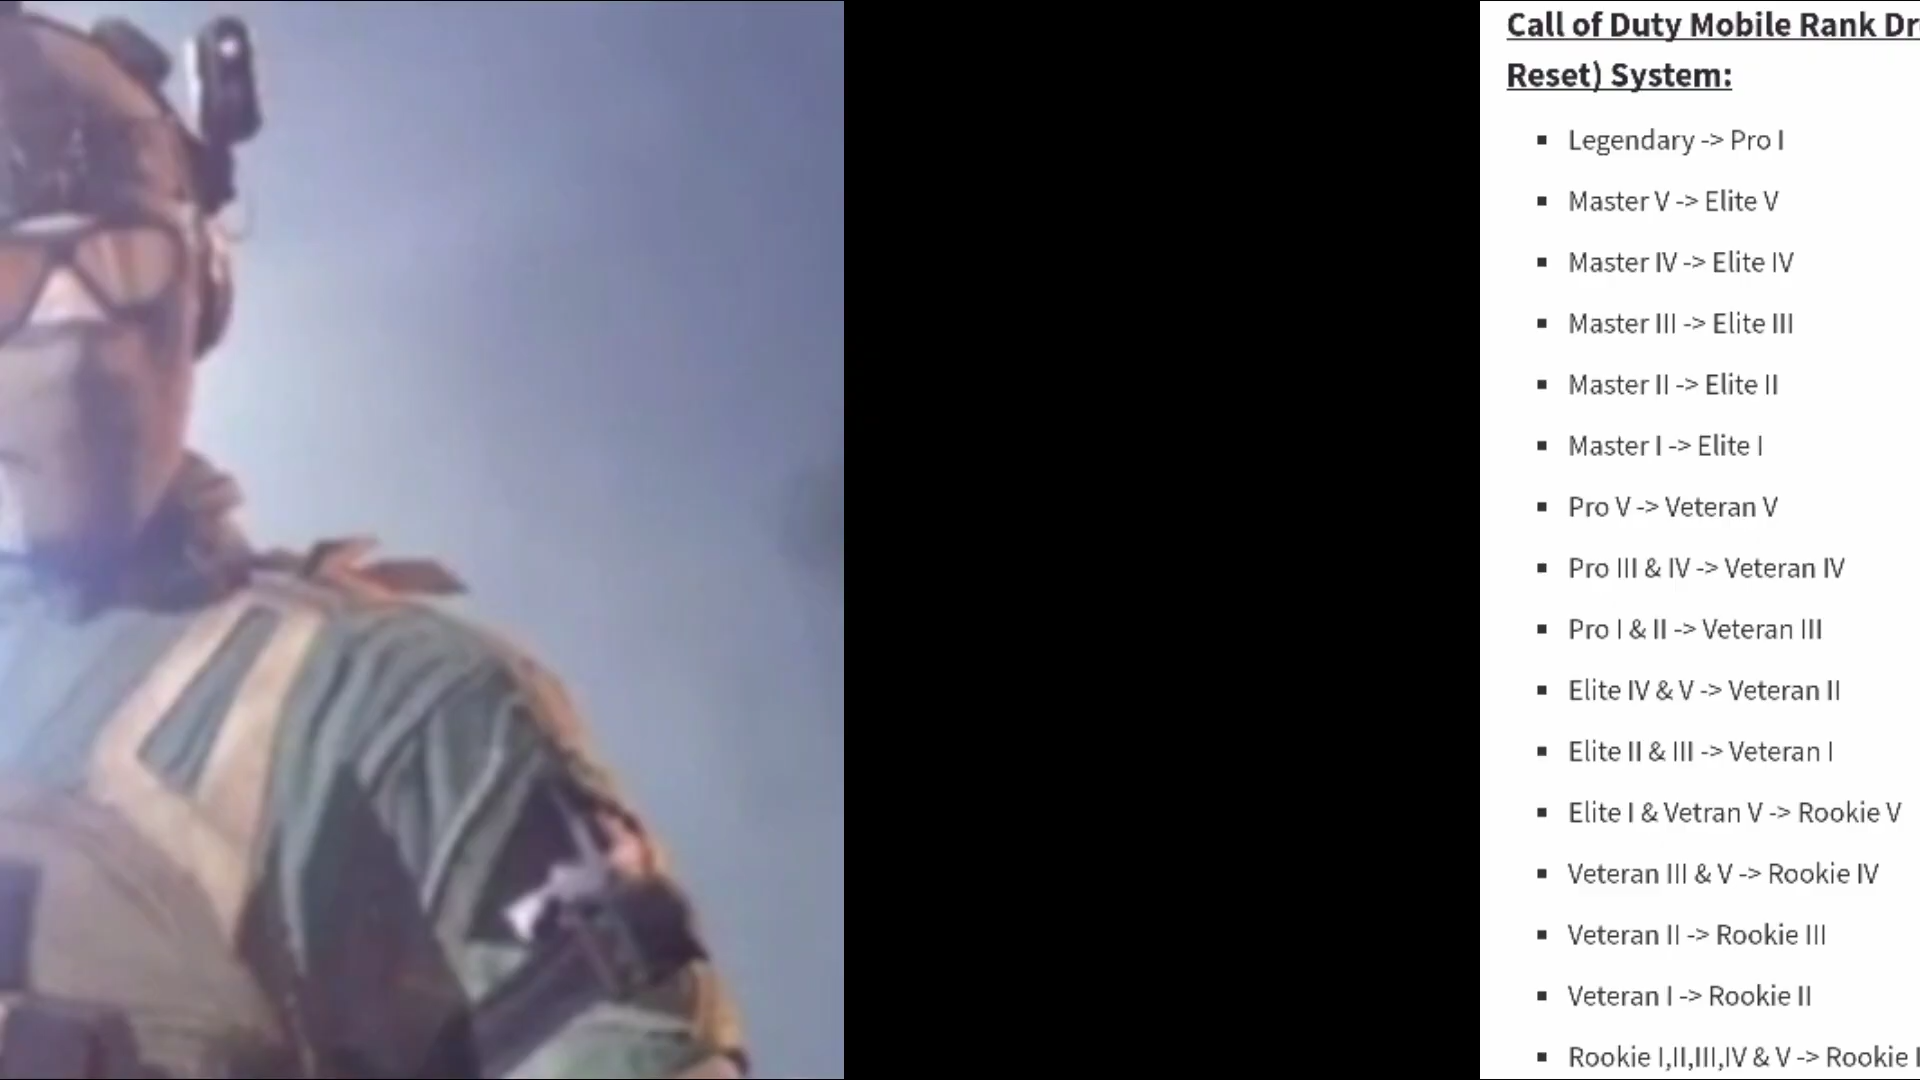 Call of Duty Mobile Rank
Reset) System:
Legendary -> Pro I
Master V -> Elite V
Master IV -> Elite IV
Master III -> Elite III
Master II -> Elite II
Master I -> Elite I
Pro V -> Veteran V
Pro III & IV -> Veteran IV
Pro I & II -> Veteran III
Elite IV & V -> Veteran II
Elite II & III -> Veteran I
Elite I & Vetran V -> Rookie V
Veteran III & V -> Rookie IV
Veteran II -> Rookie III
Veteran I -> Rookie II
Rookie I,II,III,IV & V -> Rookie I